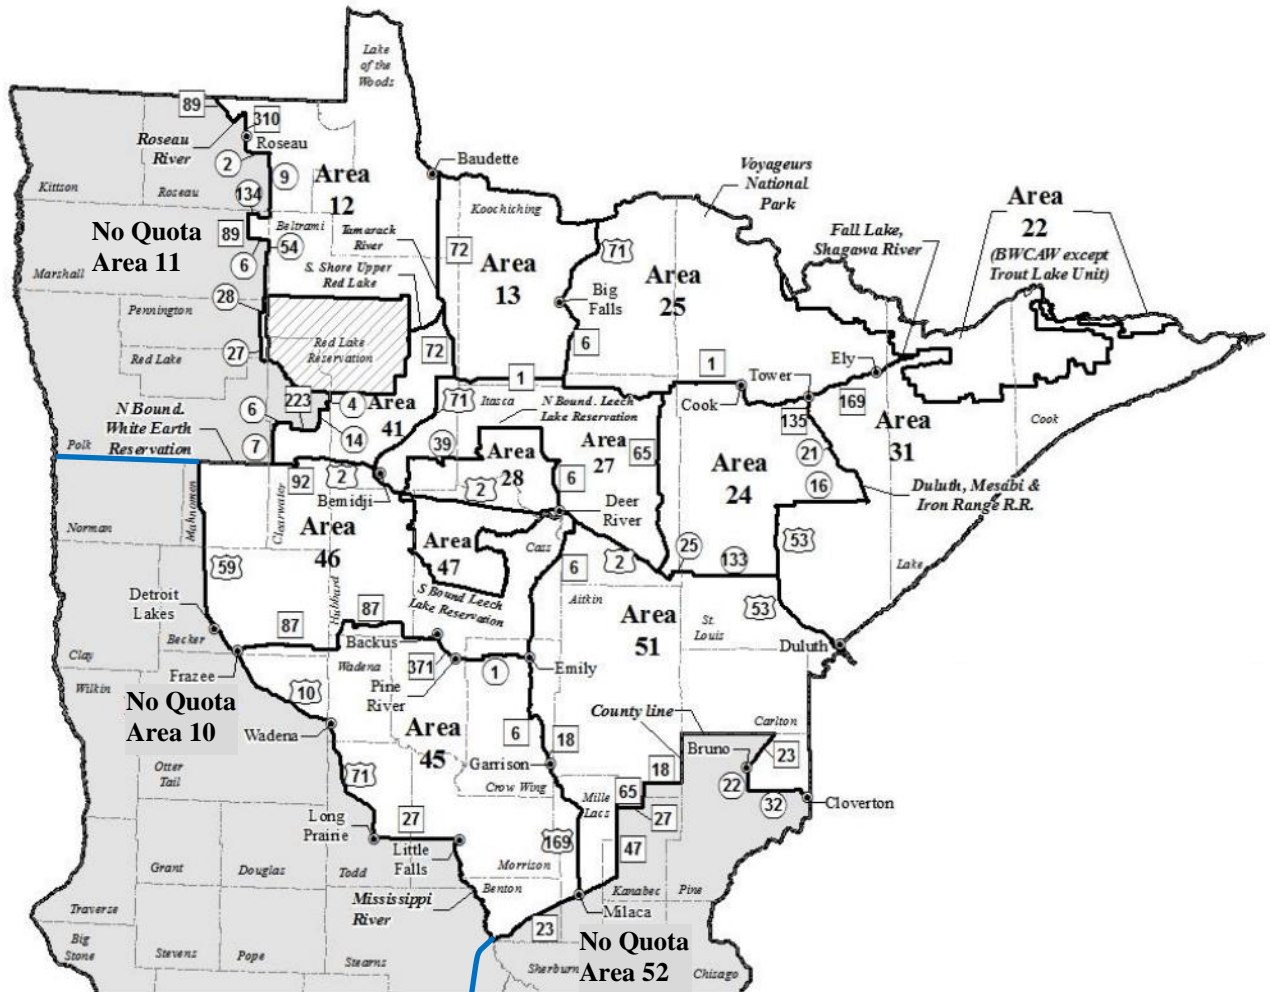 Lake
of the
Woods
89
310
Roseau
River
Roseau
Baudette
2
9
Area
12
Voyageurs
National
Park
Area
22
(BWCAW except
Trout Lake Unit)
Kittson
Roseau
134
Koochiching
Fall Lake,
Shagawa River
No Quota
Area 11
89
Beltrami
54
Tamarack
River
72
71
Area
25
6
Marshall
S. Shore Upper
Red Lake
Area
13
Big
Falls
28
Pennington
Red Lake
27
Red Lake
Reservation
72
6
1
Ely
Tower
1
Cook
169
Cook
N Bound.
White Earth
Reservation
6
223
4
Area
41
71
Itasca
N Bound. Leech
Lake Reservation
135
Area
31
Polk
7
14
39
Area
28
Area
27
65
21
Area
24
16
Duluth, Mesabi &
Iron Range R.R.
92
2
Bemidji
2
6
Deer
River
Norman
Mahnomen
Clearwater
Area
46
Area
47
Cass
25
133
53
59
Hubbard
S Bound Leech
Lake Reservation
6
2
Aitkin
Lake
Detroit
Lakes
87
87
Backus
Area
51
St.
Louis
53
Duluth
Becker
Clay
Frazee
Wadena
371
1
Emily
Wilkin
No Quota
Area 10
10
Pine
River
Area
45
County line
Carlton
Wadena
6
18
Bruno
23
Otter
Tail
71
Garrison
Crow Wing
18
22
Mille
Lacs
65
32
Cloverton
Long
Prairie
27
Little
Falls
169
27
47
Grant
Douglas
Todd
Morrison
Mississippi
River
Benton
Kanabec
Pine
Traverse
Milaca
23
Big
Stone
Stevens
Pope
Stearns
No Quota
Area 52
Sherburn
Chisago